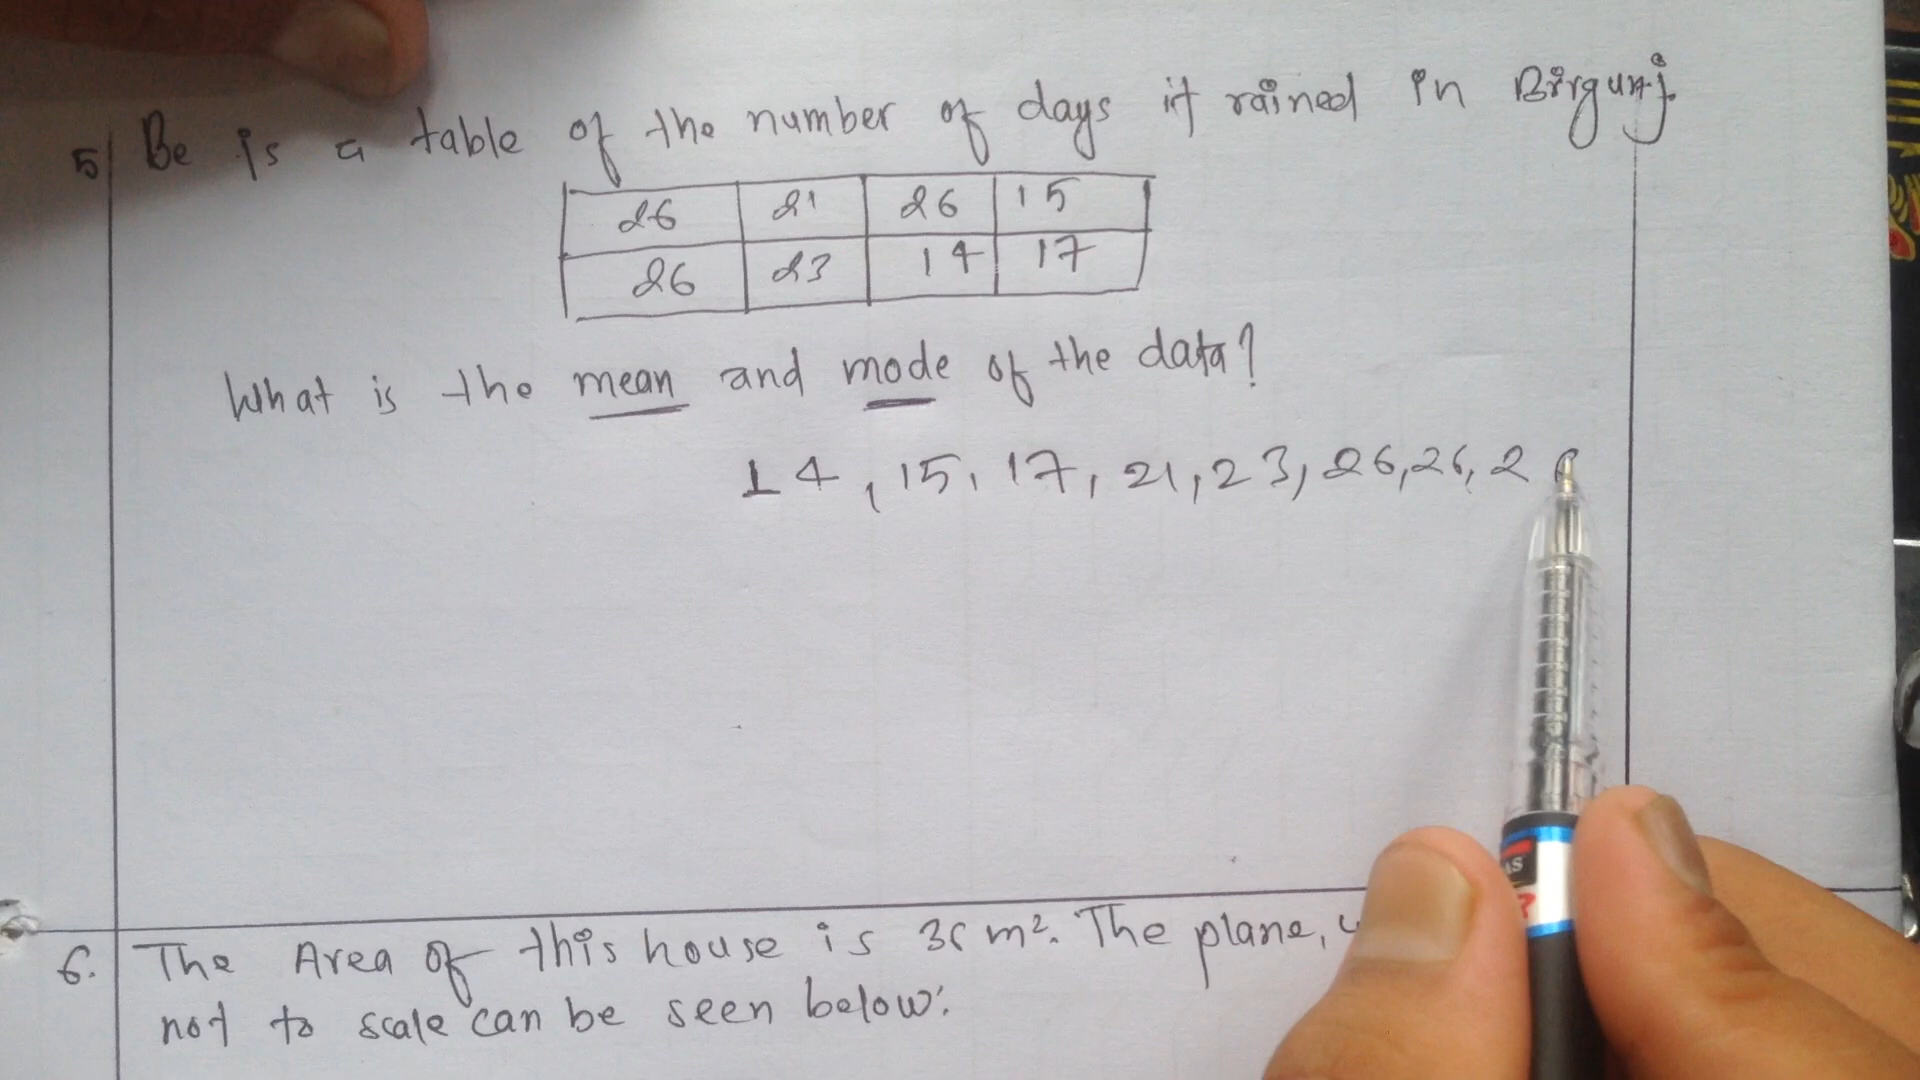 5 Be is a table of the number of days it rained in Birgunj.
26 21 26 15
26 23 14 17
What is the mean and mode of the data?
14, 15, 17, 21, 23, 26, 26, 2
6. The Area of this house is 36 m². The plane,
not to scale can be seen below: